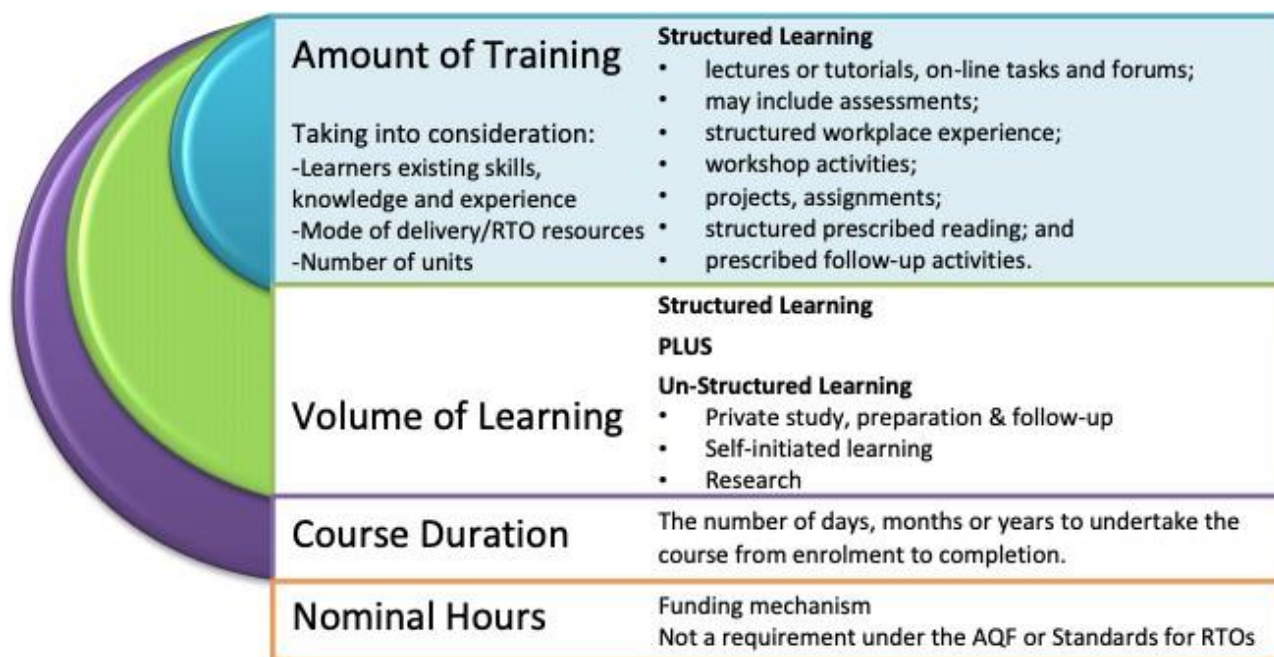 Amount of Training
Taking into consideration:
-Learners existing skills,
knowledge and experience
-Mode of delivery/RTO resources
-Number of units
Structured Learning
• lectures or tutorials, on-line tasks and forums;
• may include assessments;
• structured workplace experience;
• workshop activities;
• projects, assignments;
• structured prescribed reading; and
• prescribed follow-up activities.
Volume of Learning
Structured Learning
PLUS
Un-Structured Learning
• Private study, preparation & follow-up
• Self-initiated learning
• Research
Course Duration
The number of days, months or years to undertake the
course from enrolment to completion.
Nominal Hours
Funding mechanism
Not a requirement under the AQF or Standards for RTOs